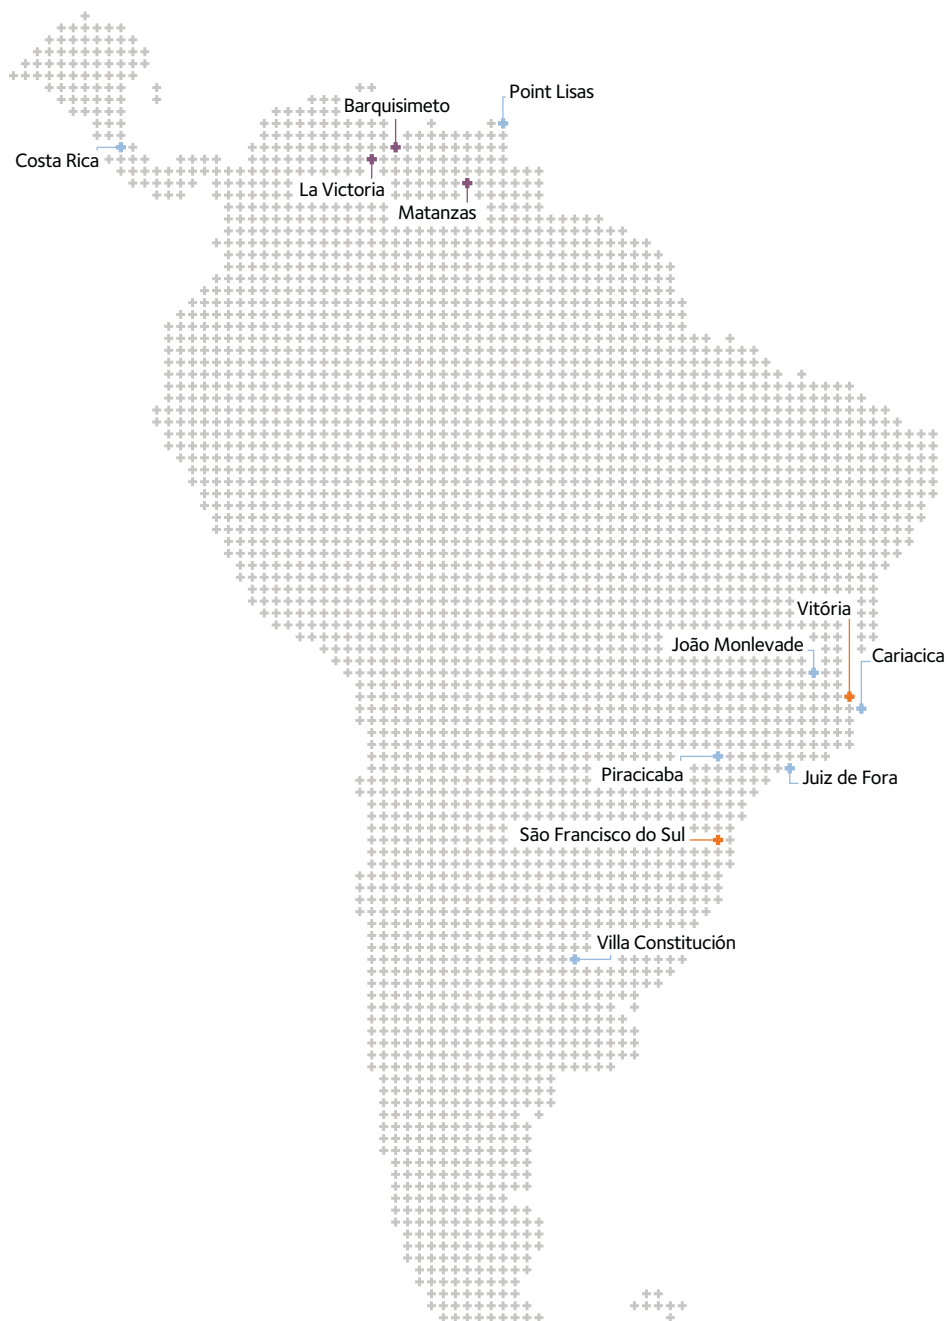 Point Lisas
Barquisimeto
Costa Rica
La Victoria
Matanzas
Vitória
João Monlevade
Cariacica
Piracicaba
Juiz de Fora
São Francisco do Sul
Villa Constitución